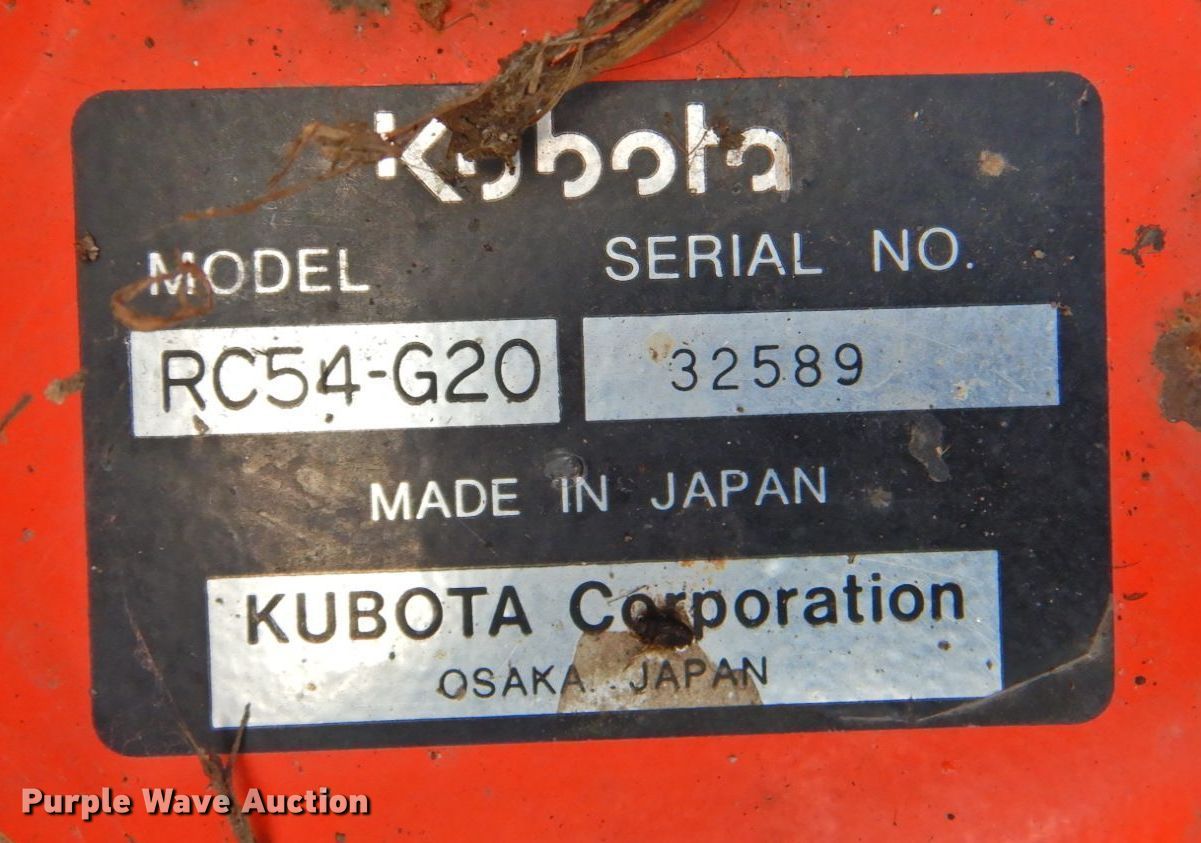 Kubota
MODEL SERIAL NO.
RC54-G20 32589
MADE IN JAPAN
KUBOTA Corporation
OSAKA JAPAN
Purple Wave Auction